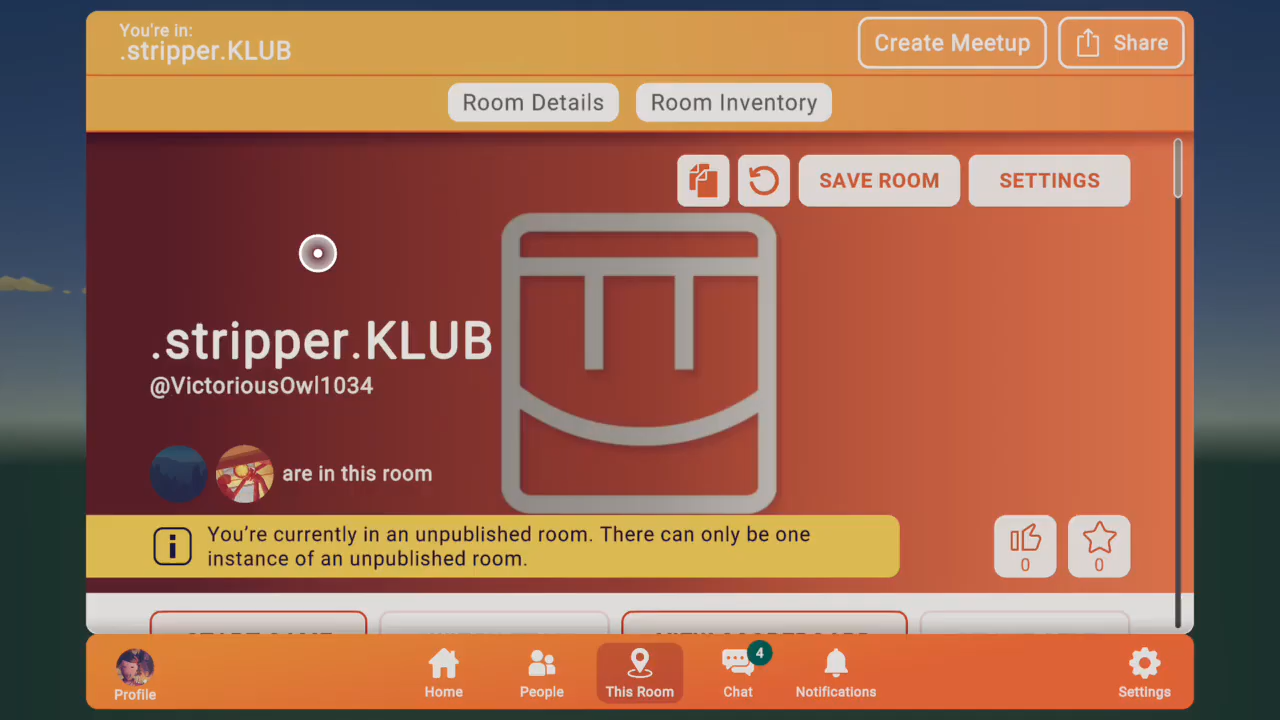 You're in:
.stripper.KLUB
Create Meetup
Share
Room Details
Room Inventory
SAVE ROOM
SETTINGS
.stripper.KLUB
@VictoriousOwl1034
are in this room
You're currently in an unpublished room. There can only be one
instance of an unpublished room.
0
0
4
Profile
Home
People
This Room
Chat
Notifications
Settings